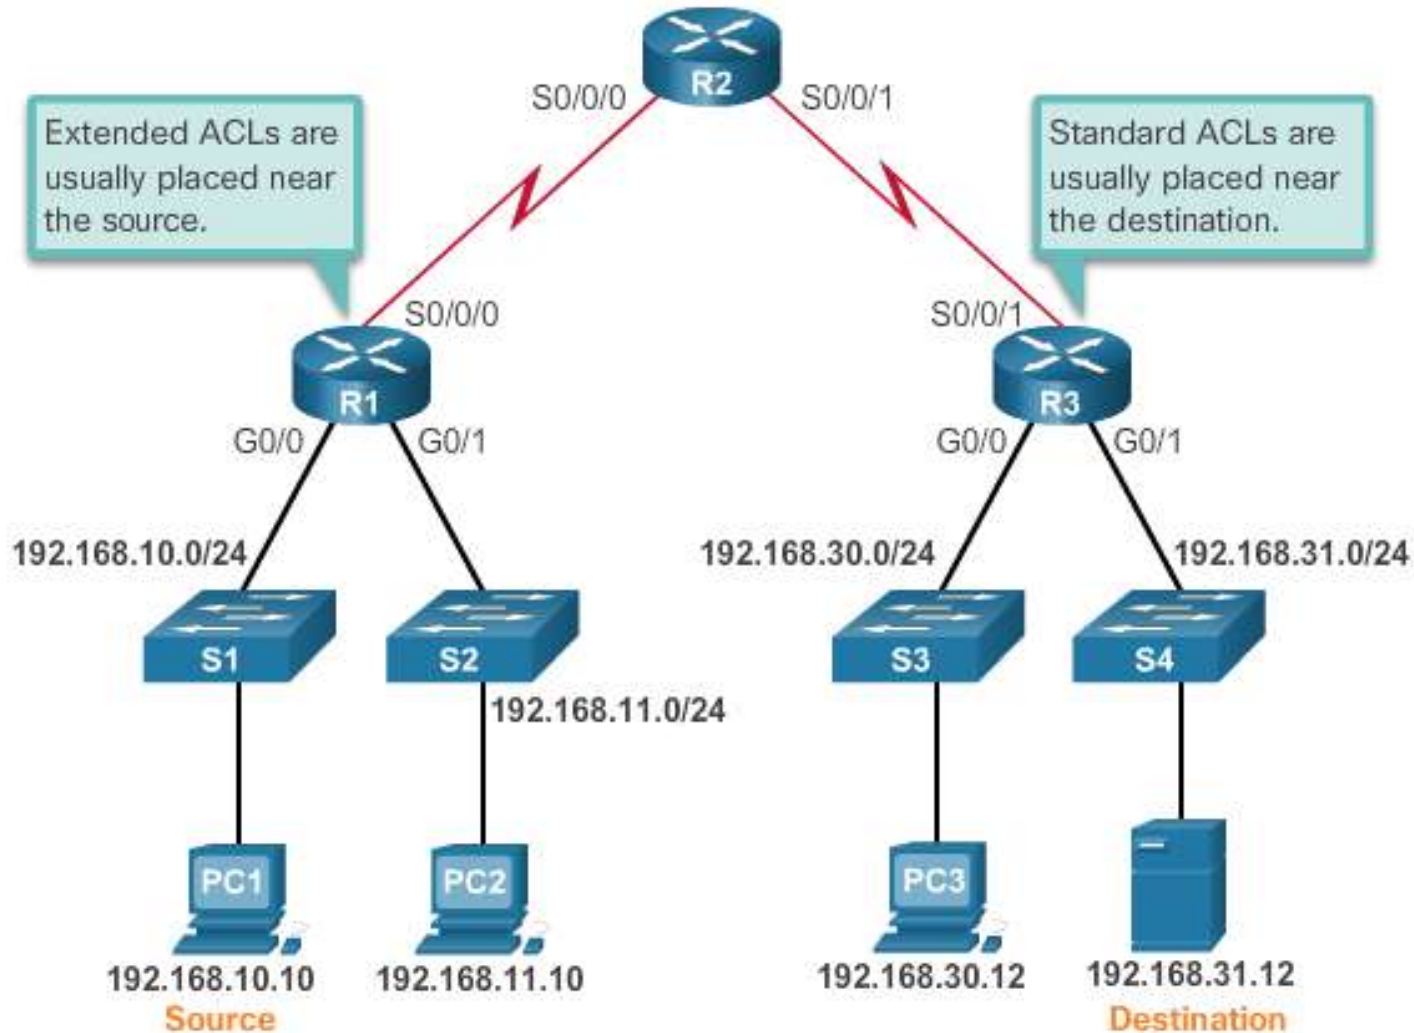 R2
S0/0/0
S0/0/1
Extended ACLs are
usually placed near
the source.
Standard ACLs are
usually placed near
the destination.
S0/0/0
S0/0/1
R1
R3
G0/0
G0/1
G0/0
G0/1
192.168.10.0/24
192.168.30.0/24
192.168.31.0/24
S1
S2
S3
S4
192.168.11.0/24
PC1
PC2
PC3
192.168.10.10
192.168.11.10
192.168.30.12
192.168.31.12
Source
Destination